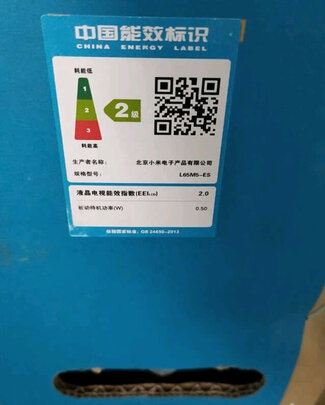 中国能效标识
CHINA ENERGY LABEL
耗能低
1
2
3
2级
耗能高
生产者名称: 北京小米电子产品有限公司
规格型号: L65M5-ES
液晶电视能效指数(EEILCD) 2.0
被动待机功率(W) 0.50
依据国家标准: GB 24850-2013